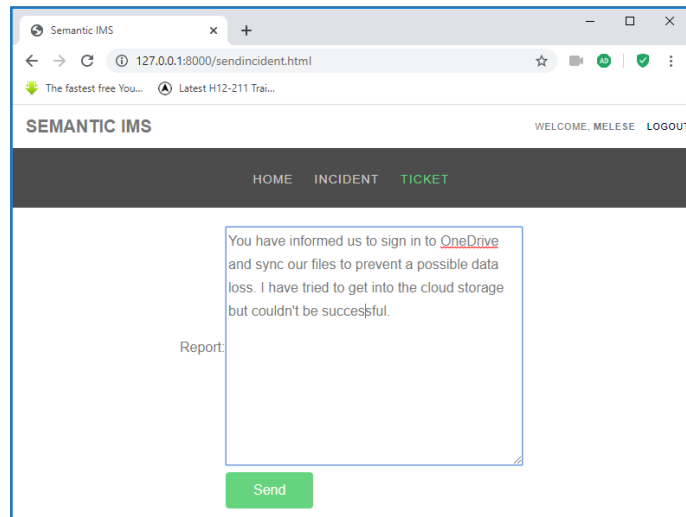 Semantic IMS
127.0.0.1:8000/sendincident.html
The fastest free You... Latest H12-211 Trai...
SEMANTIC IMS WELCOME, MELESE LOGOUT
HOME INCIDENT TICKET
You have informed us to sign in to OneDrive
and sync our files to prevent a possible data
loss. I have tried to get into the cloud storage
but couldn't be successful.
Report:
Send